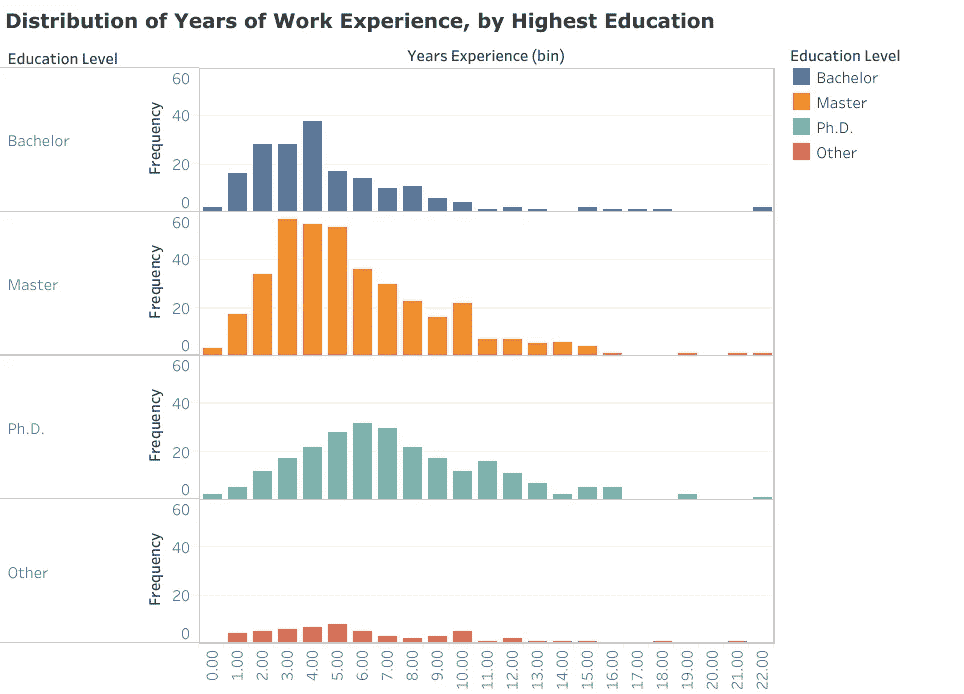 Distribution of Years of Work Experience, by Highest Education
Education Level
Years Experience (bin)
Education Level
Bachelor
Master
Ph.D.
Other
Bachelor
Frequency
60
40
20
0
Master
Frequency
60
40
20
0
Ph.D.
Frequency
60
40
20
0
Other
Frequency
60
40
20
0
0.00
1.00
2.00
3.00
4.00
5.00
6.00
7.00
8.00
9.00
10.00
11.00
12.00
13.00
14.00
15.00
16.00
17.00
18.00
19.00
20.00
21.00
22.00